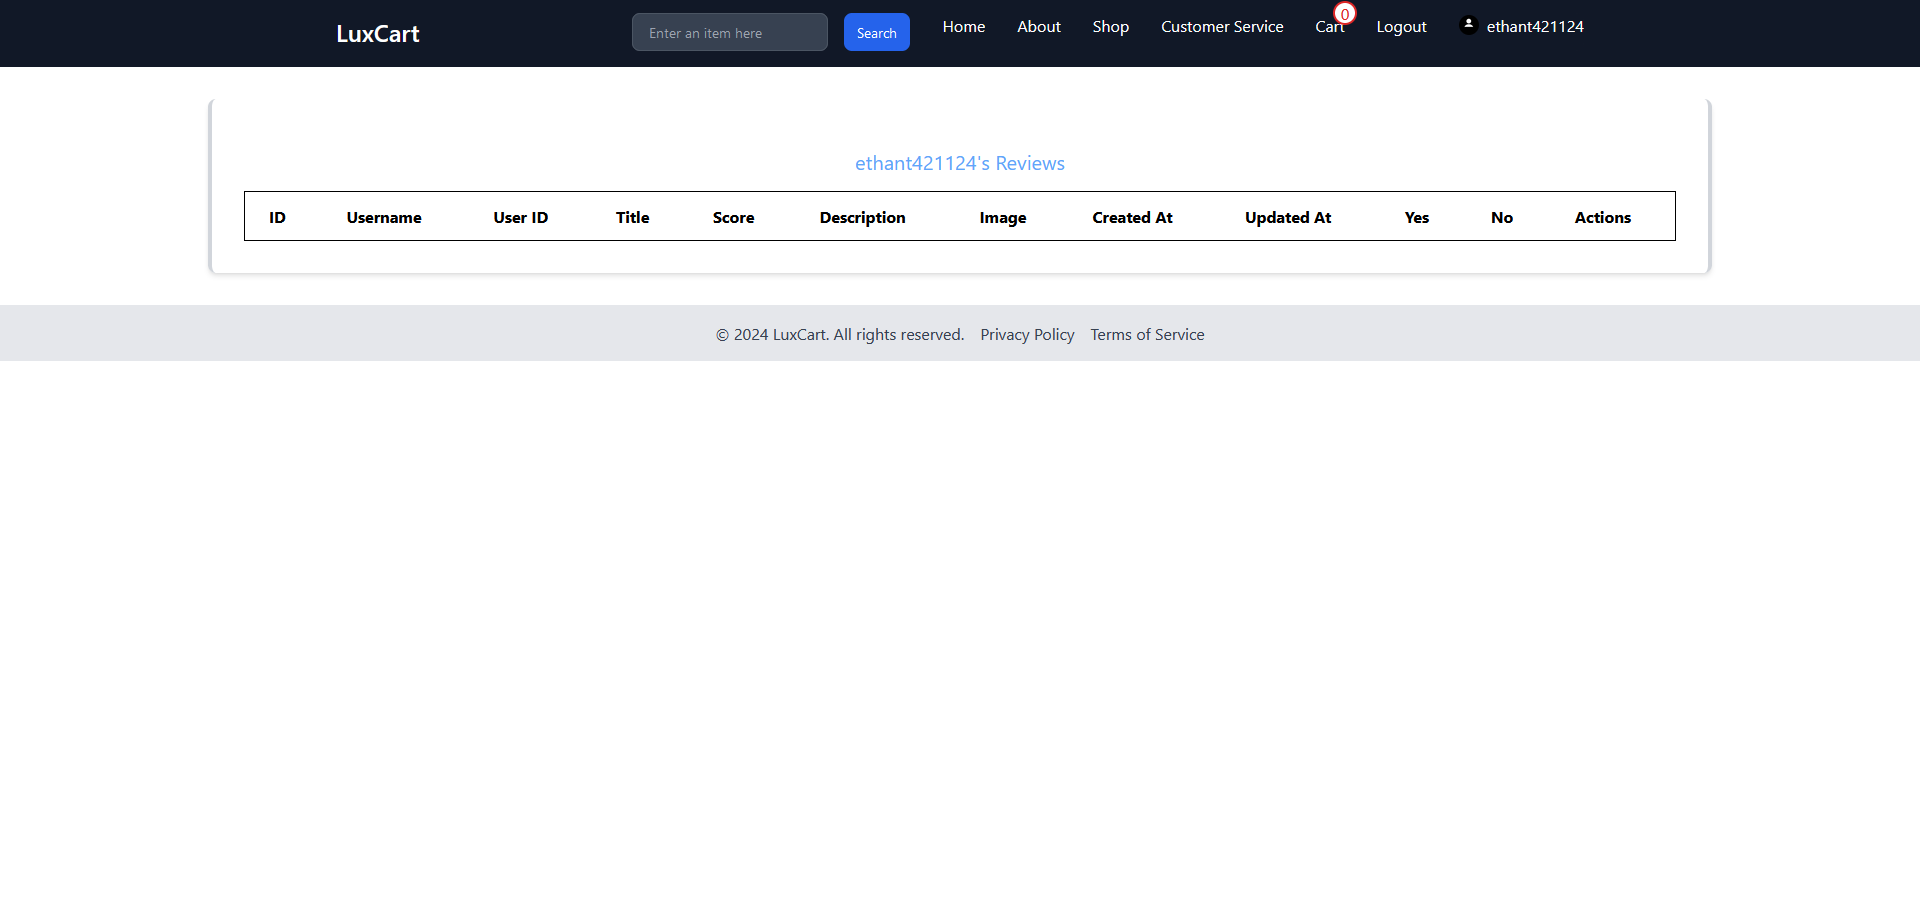 LuxCart
Enter an item here
Search
Home
About
Shop
Customer Service
Cart
0
Logout
ethant421124
ethant421124's Reviews
ID Username User ID Title Score Description Image Created At Updated At Yes No Actions
© 2024 LuxCart. All rights reserved. Privacy Policy Terms of Service